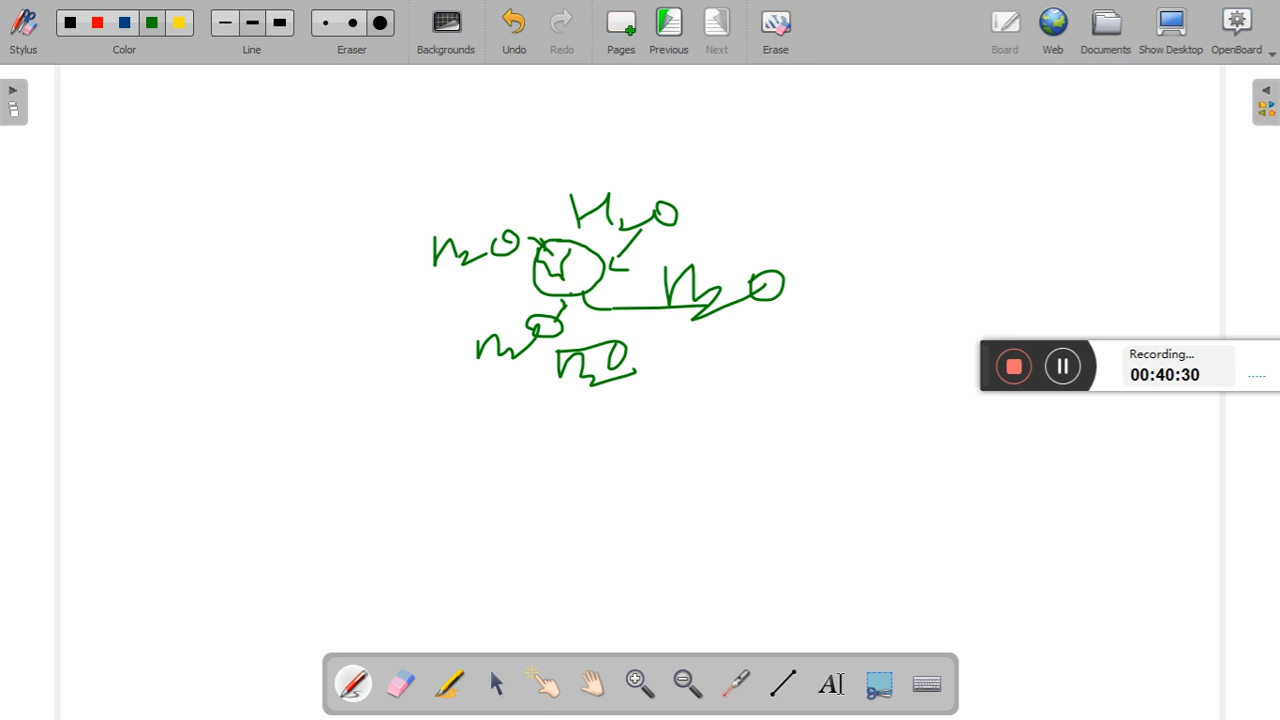 Stylus Color Line Eraser Backgrounds Undo Redo Pages Previous Next Erase Board Web Documents Show Desktop OpenBoard
H₂O
H₂O
H₂O
Recording...
00:40:30
H₂O
H₂O
AI